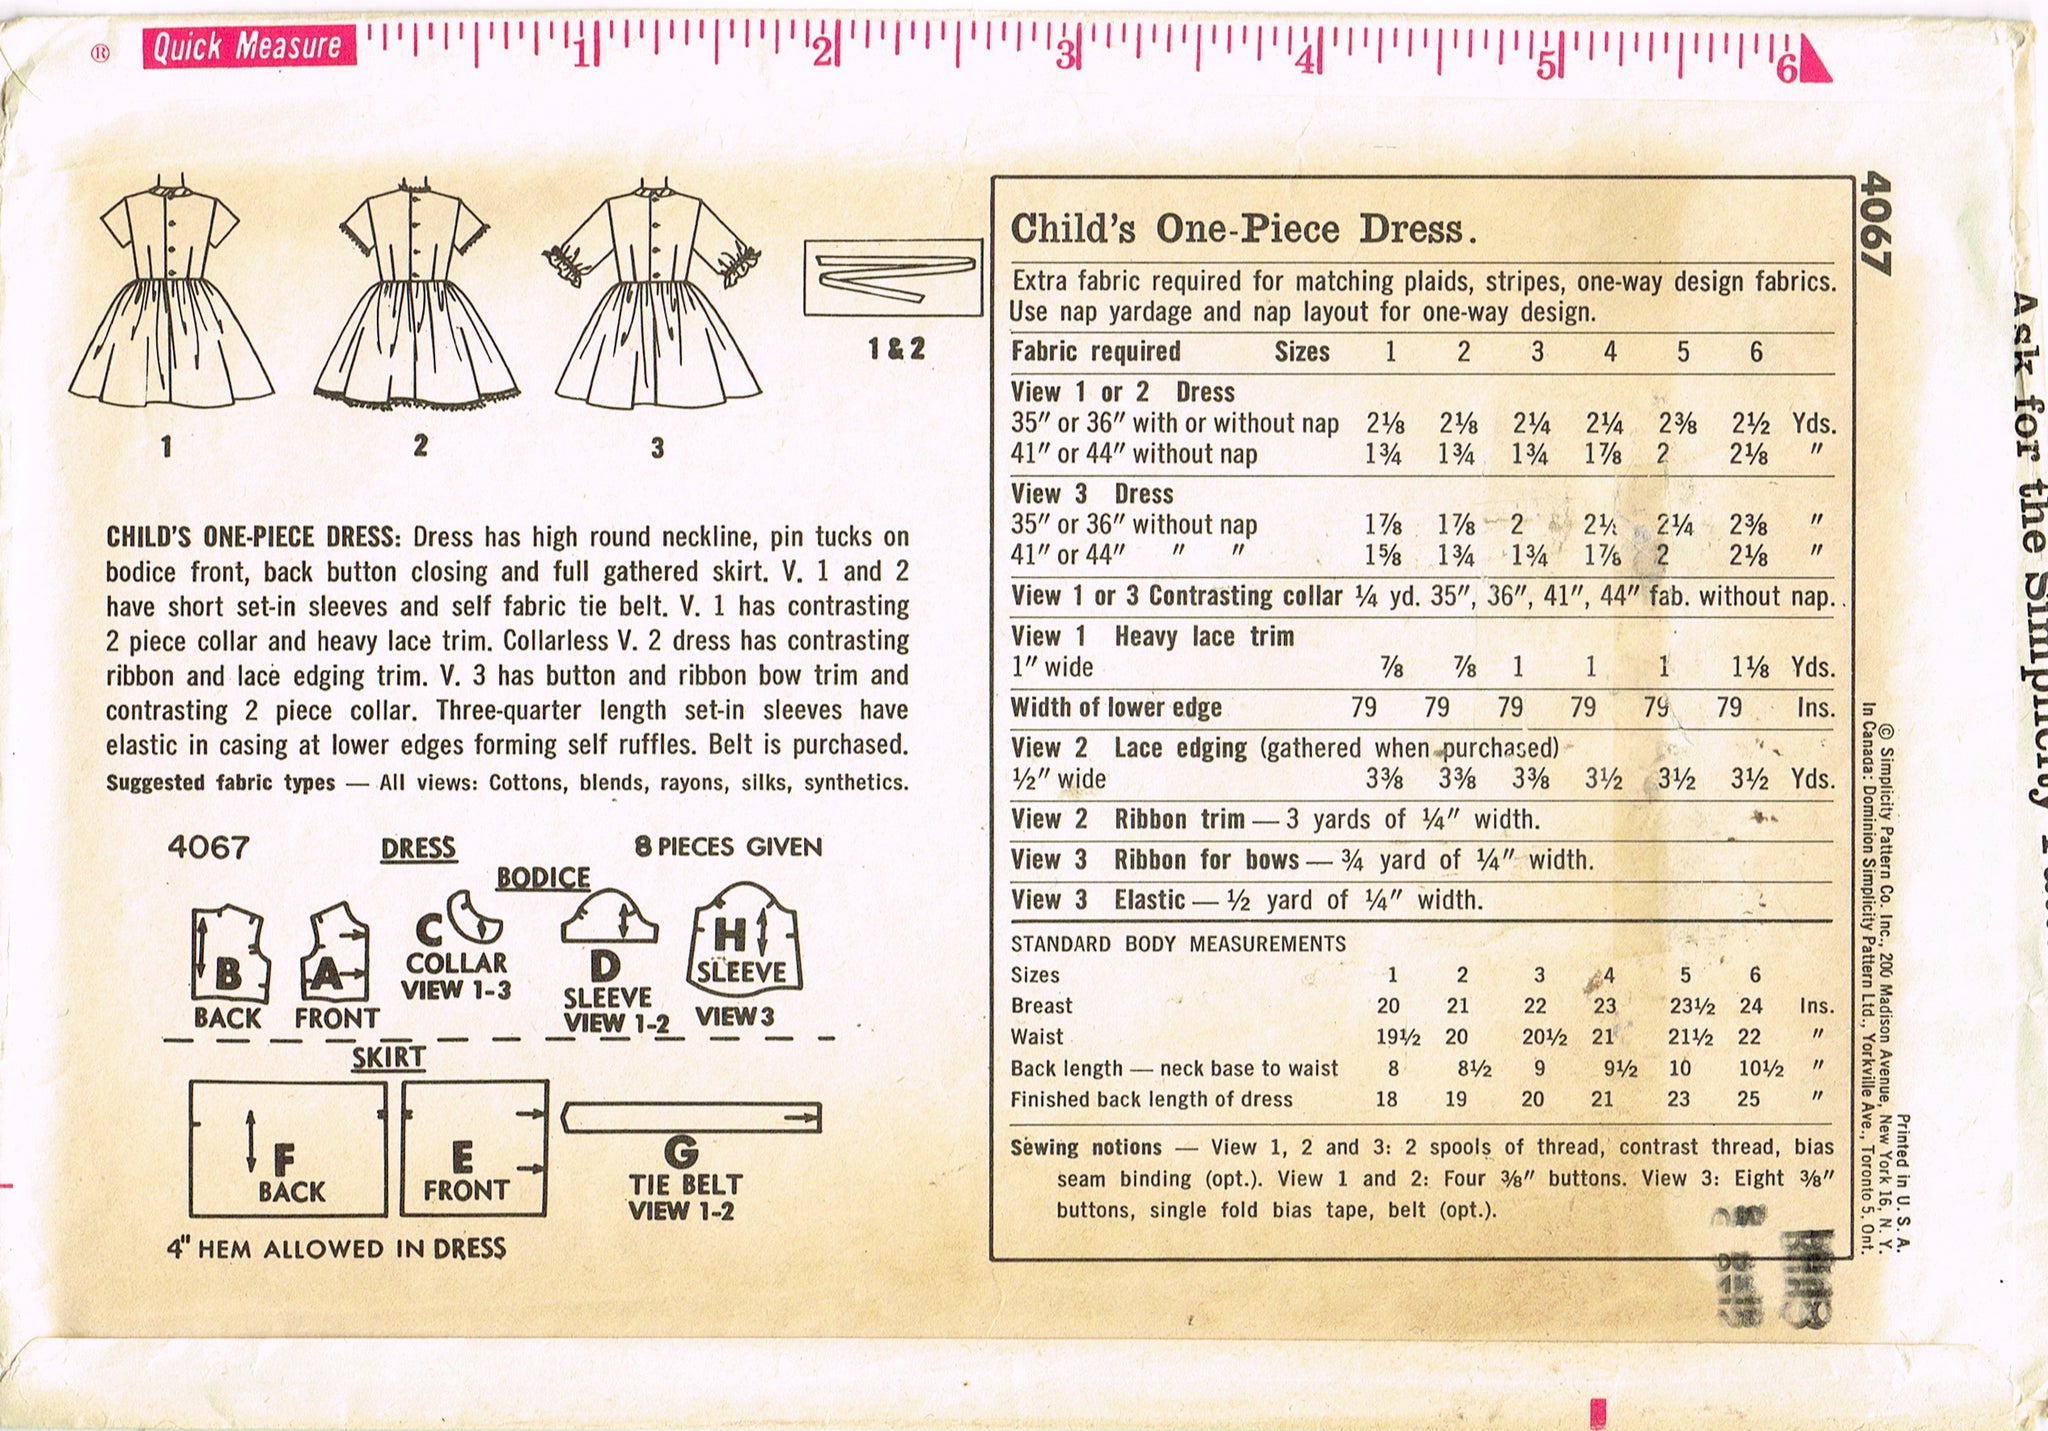 ® Quick Measure 1 2 3 4 5 6
1 2 3
1 & 2
CHILD'S ONE-PIECE DRESS: Dress has high round neckline, pin tucks on
bodice front, back button closing and full gathered skirt. V. 1 and 2
have short set-in sleeves and self fabric tie belt. V. 1 has contrasting
2 piece collar and heavy lace trim. Collarless V. 2 dress has contrasting
ribbon and lace edging trim. V. 3 has button and ribbon bow trim and
contrasting 2 piece collar. Three-quarter length set-in sleeves have
elastic in casing at lower edges forming self ruffles. Belt is purchased.
Suggested fabric types — All views: Cottons, blends, rayons, silks, synthetics.
4067 DRESS 8 PIECES GIVEN
BODICE
B
BACK
A
FRONT
C
COLLAR
VIEW 1-3
D
SLEEVE
VIEW 1-2
H
SLEEVE
VIEW 3
SKIRT
F
BACK
E
FRONT
G
TIE BELT
VIEW 1-2
4" HEM ALLOWED IN DRESS
Child's One-Piece Dress.
Extra fabric required for matching plaids, stripes, one-way design fabrics.
Use nap yardage and nap layout for one-way design.
Fabric required Sizes 1 2 3 4 5 6
View 1 or 2 Dress
35" or 36" with or without nap 2⅛ 2⅛ 2¼ 2¼ 2⅜ 2½ Yds.
41" or 44" without nap 1¾ 1¾ 1¾ 1⅞ 2 2⅛ "
View 3 Dress
35" or 36" without nap 1⅞ 1⅞ 2 2¼ 2⅜ "
41" or 44" " " 1⅝ 1¾ 1¾ 1⅞ 2 2⅛ "
View 1 or 3 Contrasting collar ¼ yd. 35", 36", 41", 44" fab. without nap.
View 1 Heavy lace trim
1" wide ⅞ ⅞ 1 1 1 1⅛ Yds.
Width of lower edge 79 79 79 79 79 79 Ins.
View 2 Lace edging (gathered when purchased)
½" wide 3⅜ 3⅜ 3⅜ 3½ 3½ 3½ Yds.
View 2 Ribbon trim — 3 yards of ¼" width.
View 3 Ribbon for bows — ¾ yard of ¼" width.
View 3 Elastic — ½ yard of ¼" width.
STANDARD BODY MEASUREMENTS
Sizes 1 2 3 4 5 6
Breast 20 21 22 23 23½ 24 Ins.
Waist 19½ 20 20½ 21 21½ 22 "
Back length — neck base to waist 8 8½ 9 9½ 10 10½ "
Finished back length of dress 18 19 20 21 23 25 "
Sewing notions — View 1, 2 and 3: 2 spools of thread, contrast thread, bias
seam binding (opt.). View 1 and 2: Four ⅜" buttons. View 3: Eight ⅜"
buttons, single fold bias tape, belt (opt.).
4067
© Simplicity Pattern Co. Inc., 200 Madison Avenue, New York 16, N. Y.
In Canada: Dominion Simplicity Pattern Ltd., Yorkville Ave., Toronto 5, Ont.
Printed in U. S. A.
Ask for the Simplicity